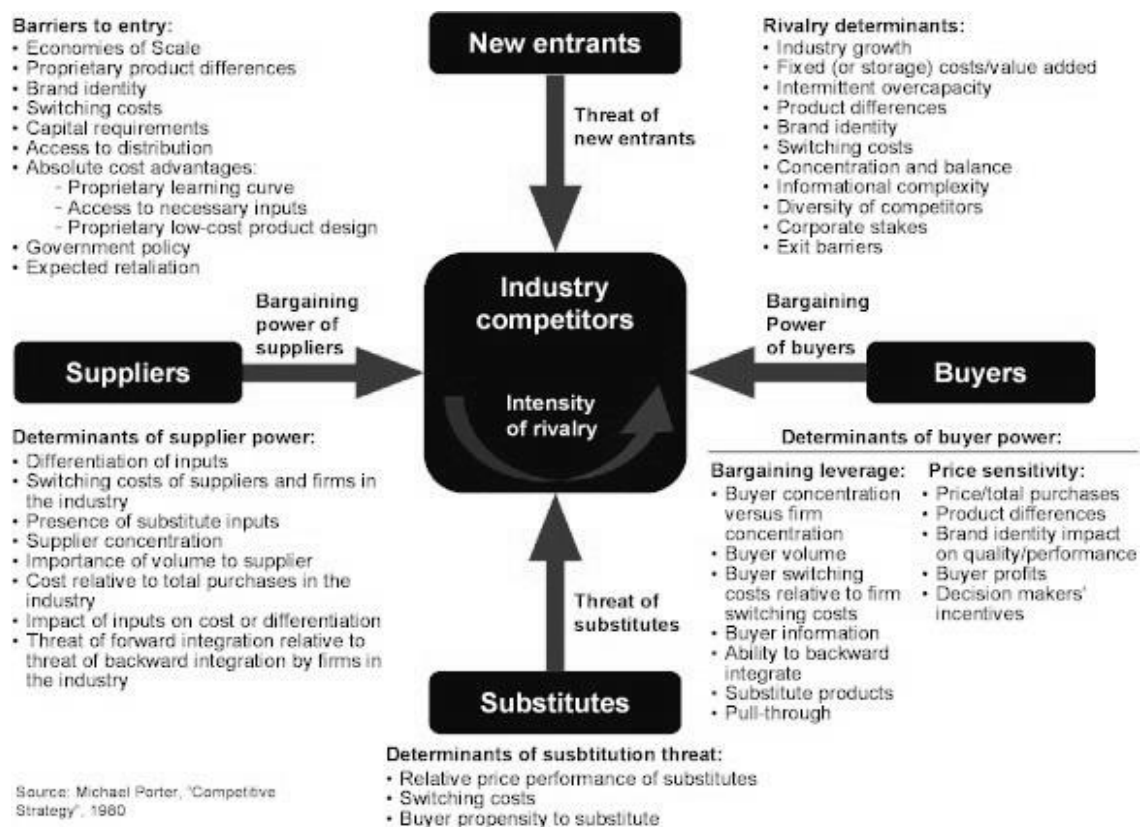 Barriers to entry:
• Economies of Scale
• Proprietary product differences
• Brand identity
• Switching costs
• Capital requirements
• Access to distribution
• Absolute cost advantages:
- Proprietary learning curve
- Access to necessary inputs
- Proprietary low-cost product design
• Government policy
• Expected retaliation
New entrants
Threat of
new entrants
Rivalry determinants:
• Industry growth
• Fixed (or storage) costs/value added
• Intermittent overcapacity
• Product differences
• Brand identity
• Switching costs
• Concentration and balance
• Informational complexity
• Diversity of competitors
• Corporate stakes
• Exit barriers
Suppliers
Bargaining
power of
suppliers
Industry
competitors
Intensity
of rivalry
Bargaining
Power
of buyers
Buyers
Determinants of supplier power:
• Differentiation of inputs
• Switching costs of suppliers and firms in
the industry
• Presence of substitute inputs
• Supplier concentration
• Importance of volume to supplier
• Cost relative to total purchases in the
industry
• Impact of inputs on cost or differentiation
• Threat of forward integration relative to
threat of backward integration by firms in
the industry
Threat of
substitutes
Substitutes
Determinants of susbtitution threat:
• Relative price performance of substitutes
• Switching costs
• Buyer propensity to substitute
Determinants of buyer power:
Bargaining leverage:
• Buyer concentration
versus firm
concentration
• Buyer volume
• Buyer switching
costs relative to firm
switching costs
• Buyer information
• Ability to backward
integrate
• Substitute products
• Pull-through
Price sensitivity:
• Price/total purchases
• Product differences
• Brand identity impact
on quality/performance
• Buyer profits
• Decision makers'
incentives
Source: Michael Porter, "Competitive
Strategy", 1980